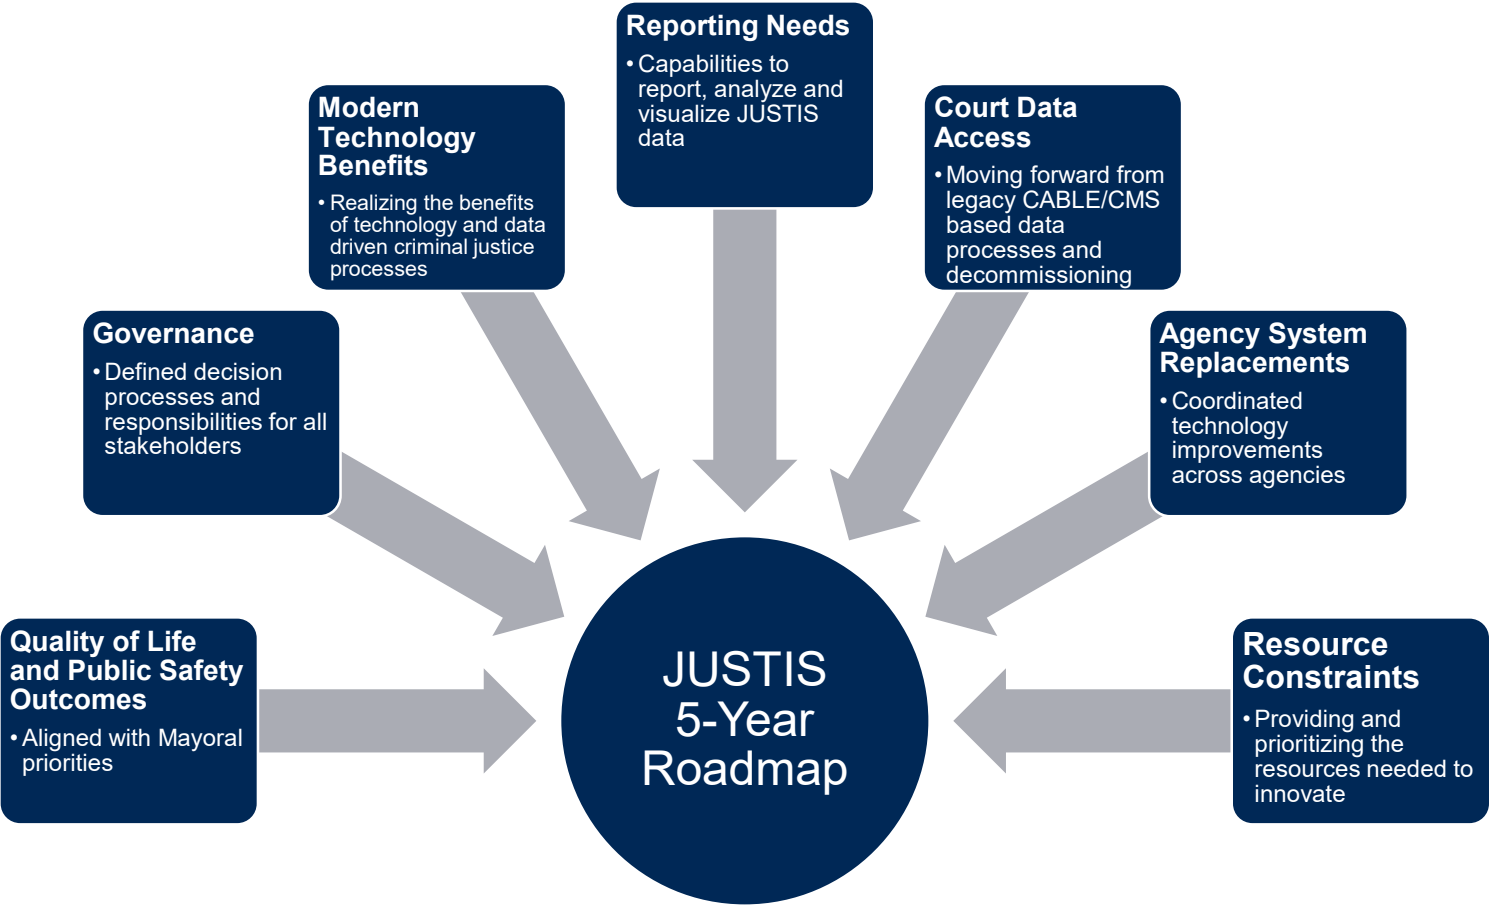 Reporting Needs
• Capabilities to
report, analyze and
visualize JUSTIS
data
Modern
Technology
Benefits
• Realizing the benefits
of technology and data
driven criminal justice
processes
Court Data
Access
• Moving forward from
legacy CABLE/CMS
based data
processes and
decommissioning
Governance
• Defined decision
processes and
responsibilities for all
stakeholders
Agency System
Replacements
• Coordinated
technology
improvements
across agencies
Quality of Life
and Public Safety
Outcomes
• Aligned with Mayoral
priorities
JUSTIS
5-Year
Roadmap
Resource
Constraints
• Providing and
prioritizing the
resources needed to
innovate